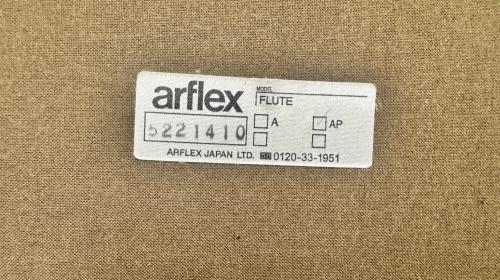 arflex
MODEL
FLUTE
A
AP
5221410
ARFLEX JAPAN LTD. 0120-33-1951